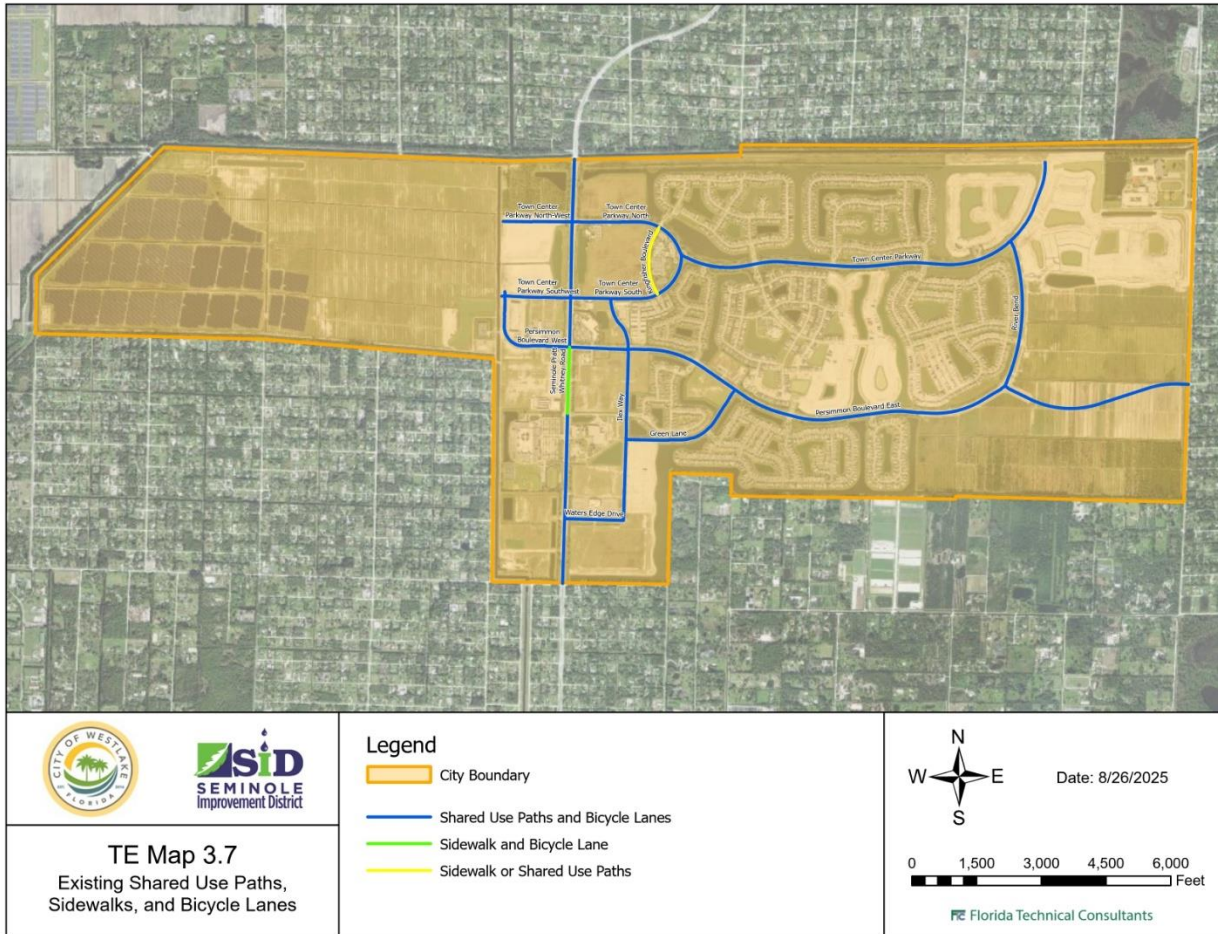 Town Center
Parkway North-West
Town Center
Parkway North
Kingfisher Boulevard
Town Center Parkway
Town Center
Parkway Southwest
Town Center
Parkway South
River Bend
Persimmon
Boulevard West
Seminole Pratt
Whitney Road
Ilex Way
Persimmon Boulevard East
Green Lane
Waters Edge Drive
CITY OF WESTLAKE
FLORIDA
SID
SEMINOLE
Improvement District
TE Map 3.7
Existing Shared Use Paths,
Sidewalks, and Bicycle Lanes
Legend
City Boundary
Shared Use Paths and Bicycle Lanes
Sidewalk and Bicycle Lane
Sidewalk or Shared Use Paths
N
W E
S
Date: 8/26/2025
0 1,500 3,000 4,500 6,000
Feet
Florida Technical Consultants